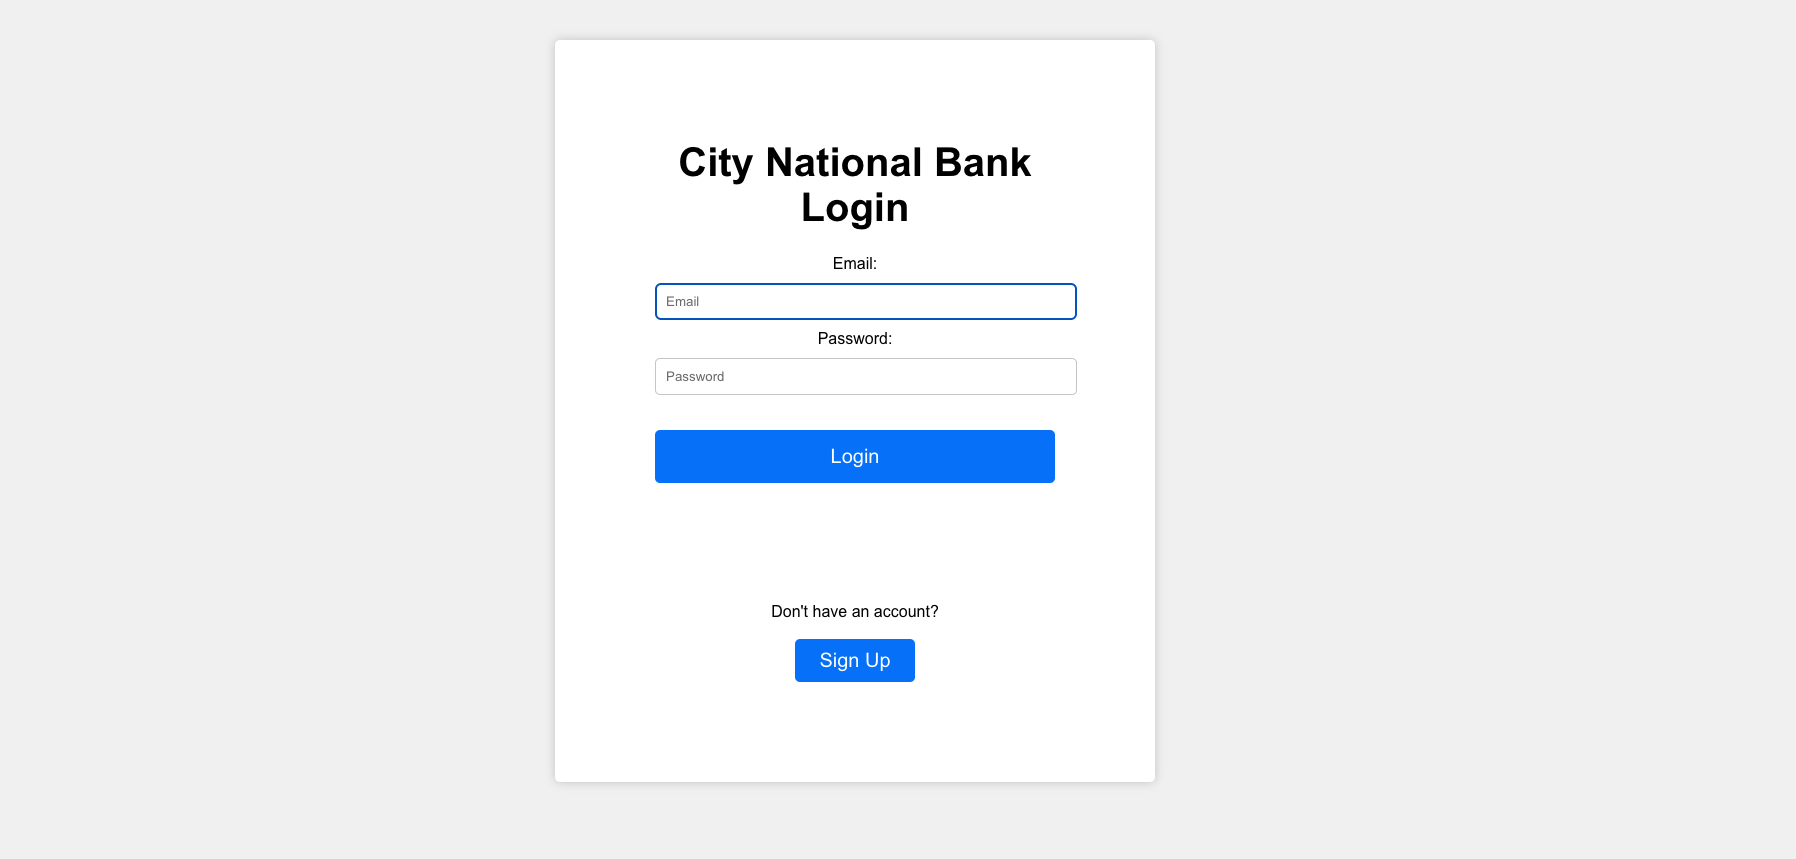 City National Bank
Login
Email:
Email
Password:
Password
Login
Don't have an account?
Sign Up